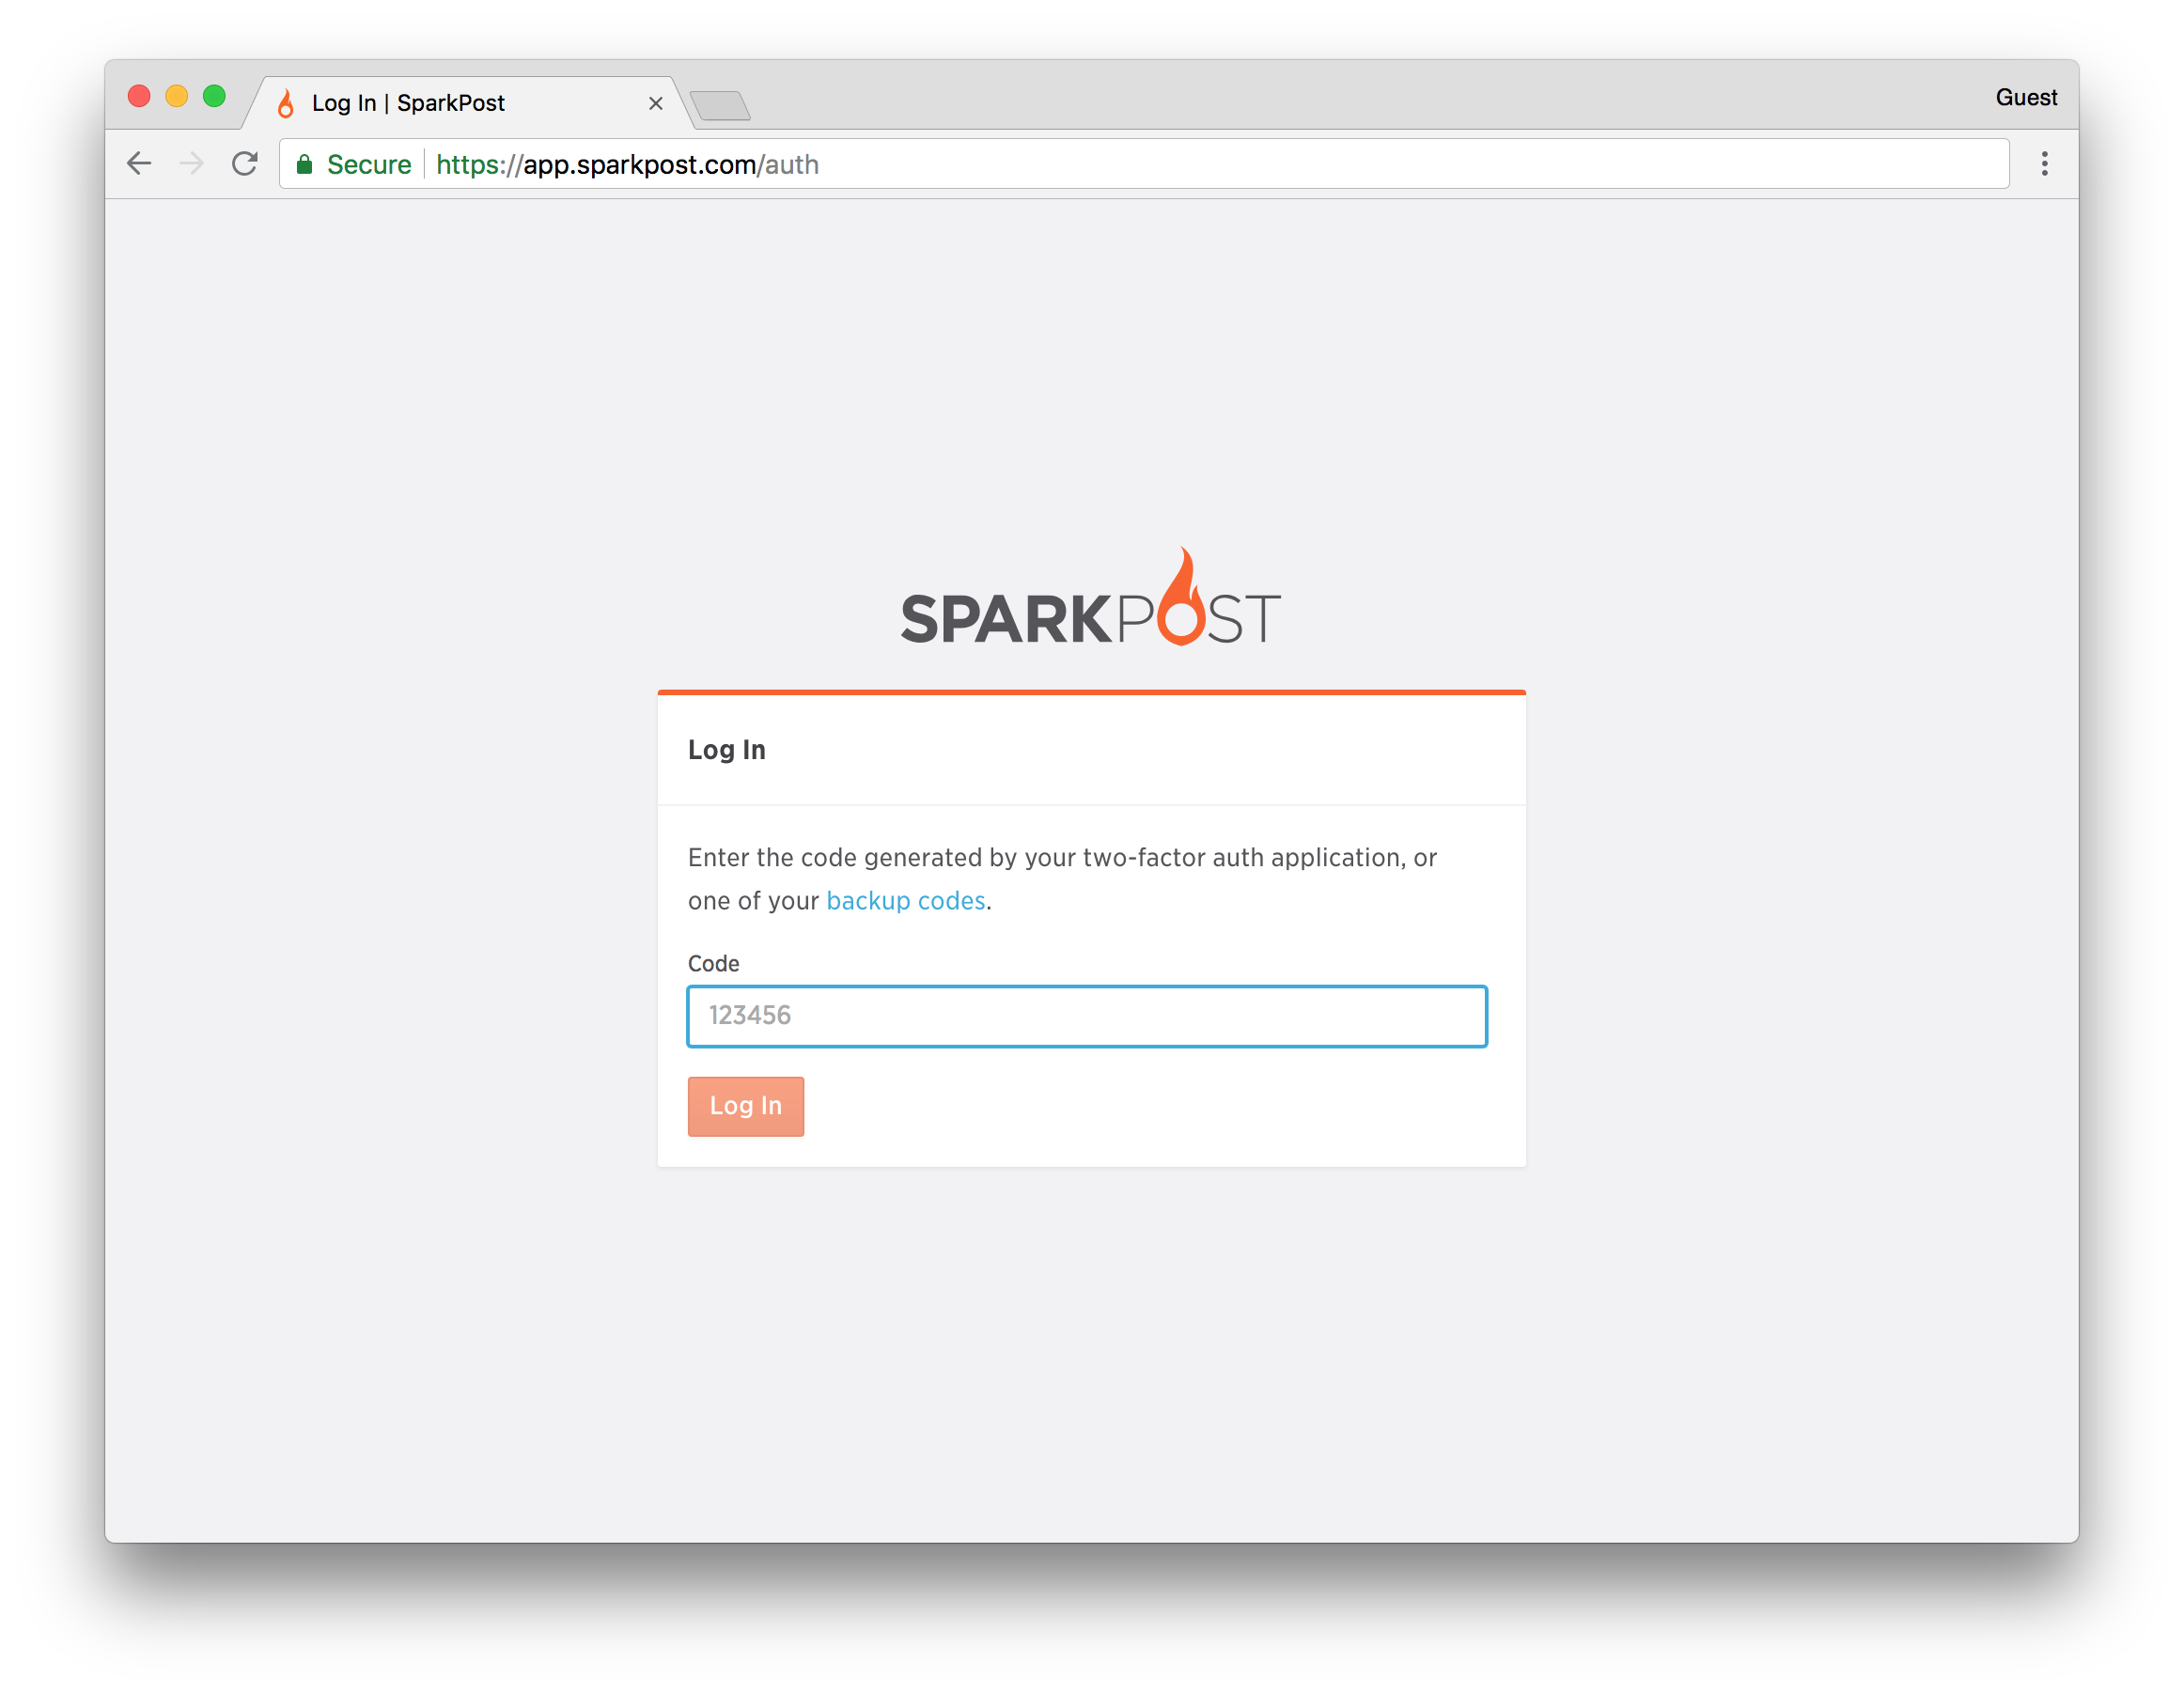 Log In | SparkPost
Guest
Secure
https://app.sparkpost.com/auth
SPARKPOST
Log In
Enter the code generated by your two-factor auth application, or
one of your backup codes.
Code
123456
Log In